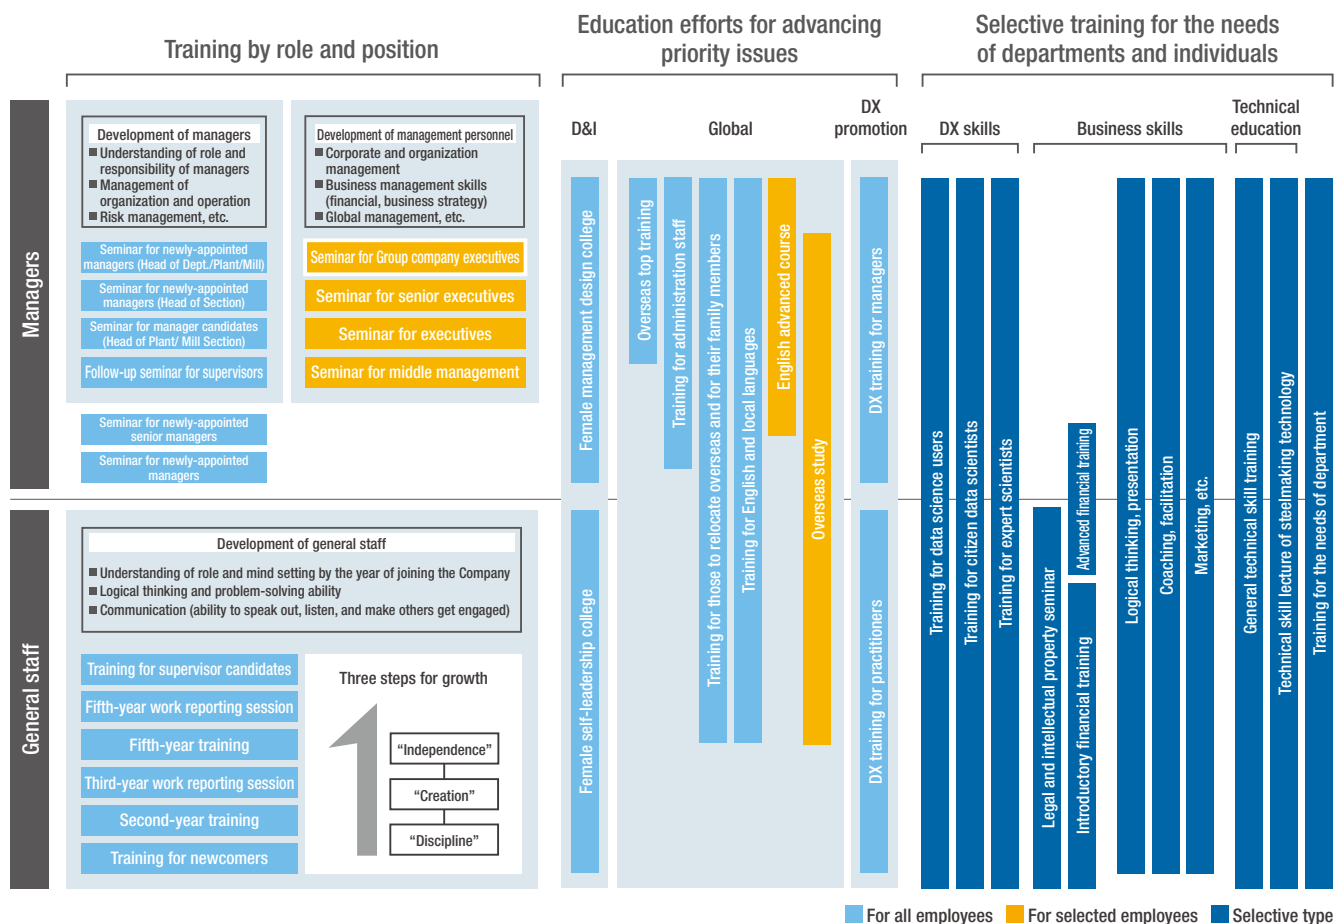 Training by role and position
Education efforts for advancing
priority issues
Selective training for the needs
of departments and individuals
Managers
Development of managers
■ Understanding of role and
responsibility of managers
■ Management of
organization and operation
■ Risk management, etc.
Seminar for newly-appointed
managers (Head of Dept./Plant/Mill)
Seminar for newly-appointed
managers (Head of Section)
Seminar for manager candidates
(Head of Plant/ Mill Section)
Follow-up seminar for supervisors
Seminar for newly-appointed
senior managers
Seminar for newly-appointed
managers
Development of management personnel
■ Corporate and organization
management
■ Business management skills
(financial, business strategy)
■ Global management, etc.
Seminar for Group company executives
Seminar for senior executives
Seminar for executives
Seminar for middle management
General staff
Development of general staff
■ Understanding of role and mind setting by the year of joining the Company
■ Logical thinking and problem-solving ability
■ Communication (ability to speak out, listen, and make others get engaged)
Training for supervisor candidates
Fifth-year work reporting session
Fifth-year training
Third-year work reporting session
Second-year training
Training for newcomers
Three steps for growth
“Independence”
“Creation”
“Discipline”
D&I
Female management design college
Female self-leadership college
Global
Overseas top training
Training for administration staff
Training for those to relocate overseas and for their family members
Training for English and local languages
English advanced course
Overseas study
DX
promotion
DX training for managers
DX training for practitioners
DX skills
Training for data science users
Training for citizen data scientists
Training for expert scientists
Business skills
Legal and intellectual property seminar
Advanced financial training
Introductory financial training
Logical thinking, presentation
Coaching, facilitation
Marketing, etc.
Technical
education
General technical skill training
Technical skill lecture of steelmaking technology
Training for the needs of department
For all employees
For selected employees
Selective type